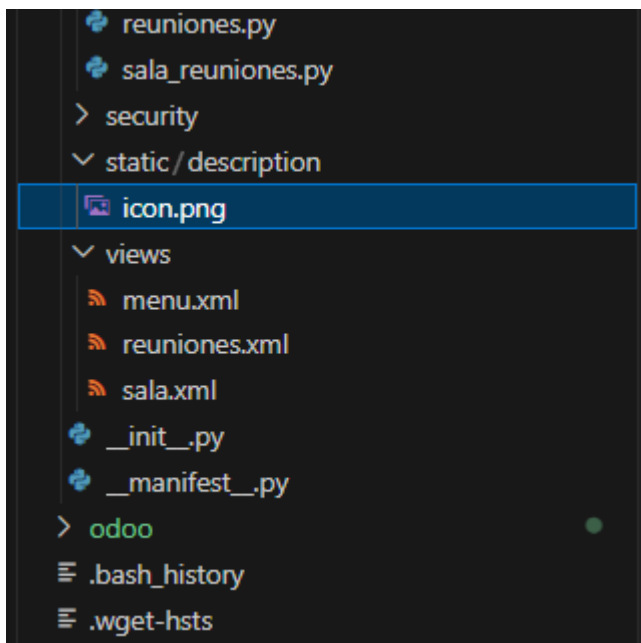 reuniones.py
sala_reuniones.py
security
static/description
icon.png
views
menu.xml
reuniones.xml
sala.xml
__init__.py
__manifest__.py
odoo
.bash_history
.wget-hsts